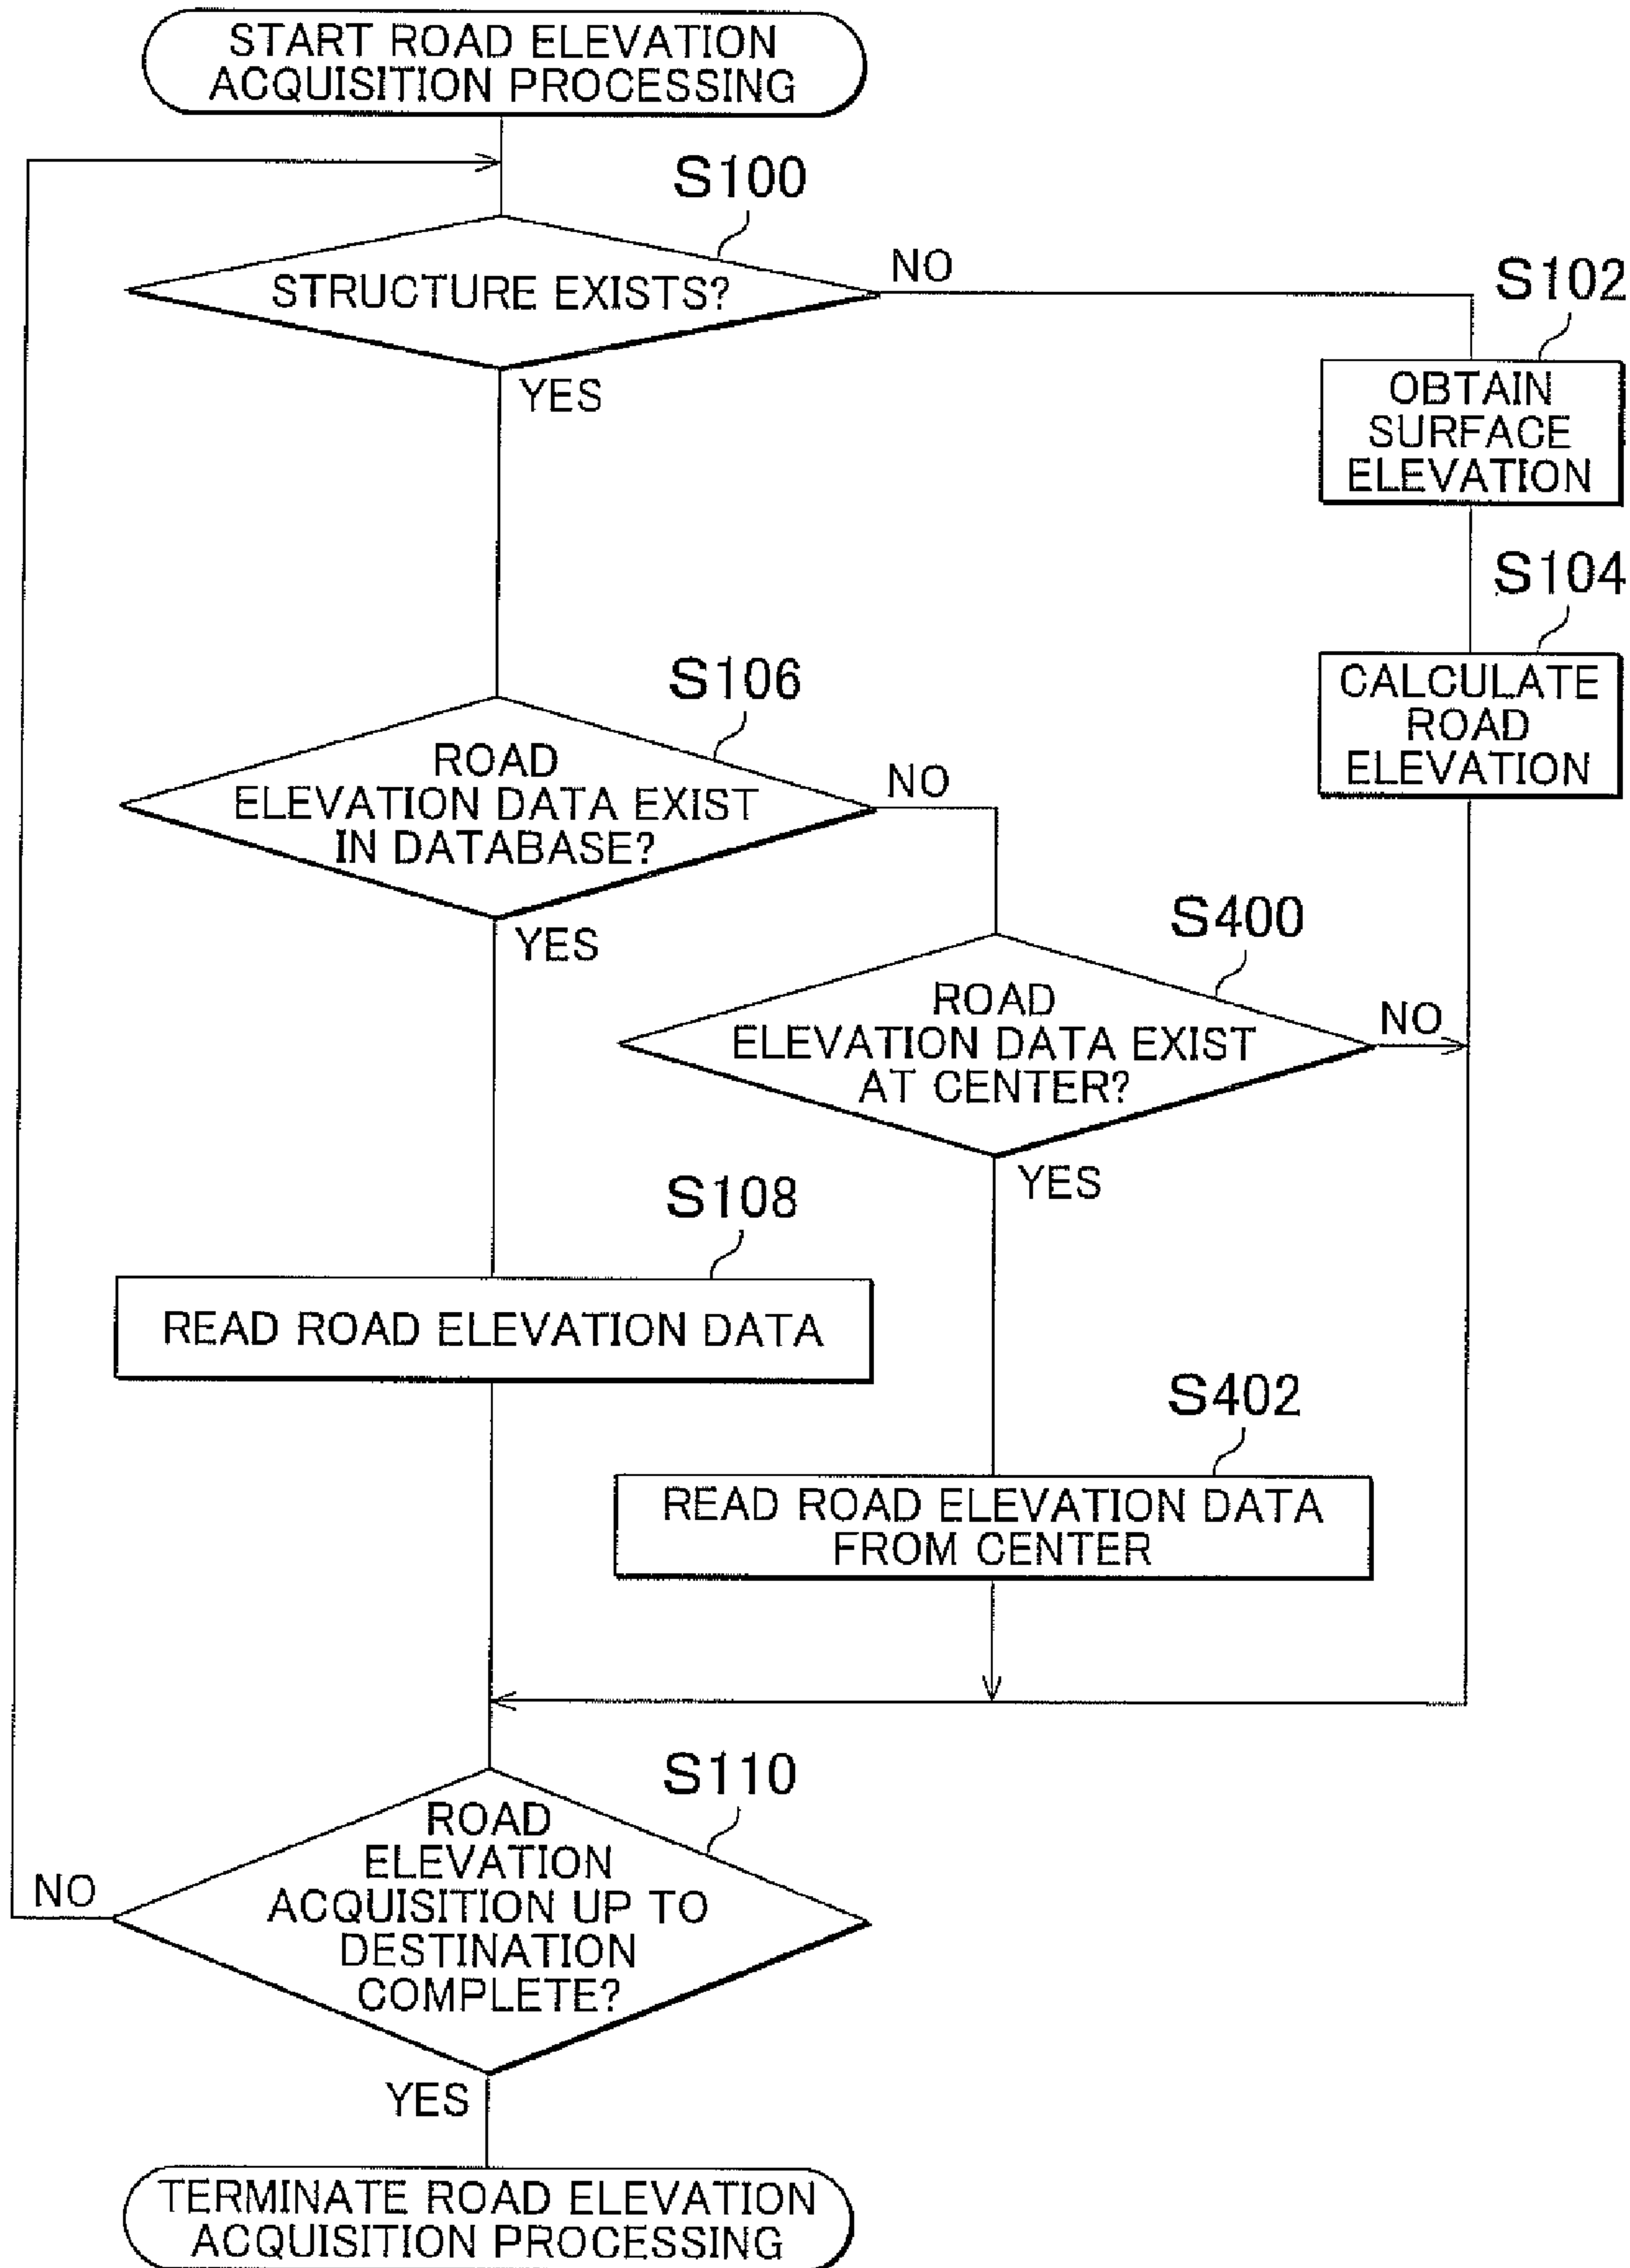 START ROAD ELEVATION
ACQUISITION PROCESSING
S100
STRUCTURE EXISTS?
NO
YES
S102
OBTAIN
SURFACE
ELEVATION
S104
CALCULATE
ROAD
ELEVATION
S106
ROAD
ELEVATION DATA EXIST
IN DATABASE?
NO
YES
S400
ROAD
ELEVATION DATA EXIST
AT CENTER?
NO
YES
S108
READ ROAD ELEVATION DATA
S402
READ ROAD ELEVATION DATA
FROM CENTER
S110
ROAD
ELEVATION
ACQUISITION UP TO
DESTINATION
COMPLETE?
NO
YES
TERMINATE ROAD ELEVATION
ACQUISITION PROCESSING